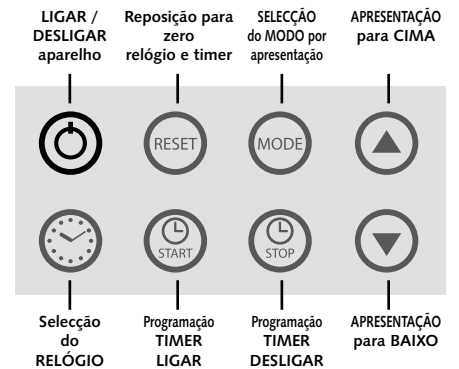 LIGAR /
DESLIGAR
aparelho
Reposição para
zero
relógio e timer
SELECÇÃO
do MODO por
apresentação
APRESENTAÇÃO
para CIMA
RESET
MODE
START
STOP
Selecção
do
RELÓGIO
Programação
TIMER
LIGAR
Programação
TIMER
DESLIGAR
APRESENTAÇÃO
para BAIXO